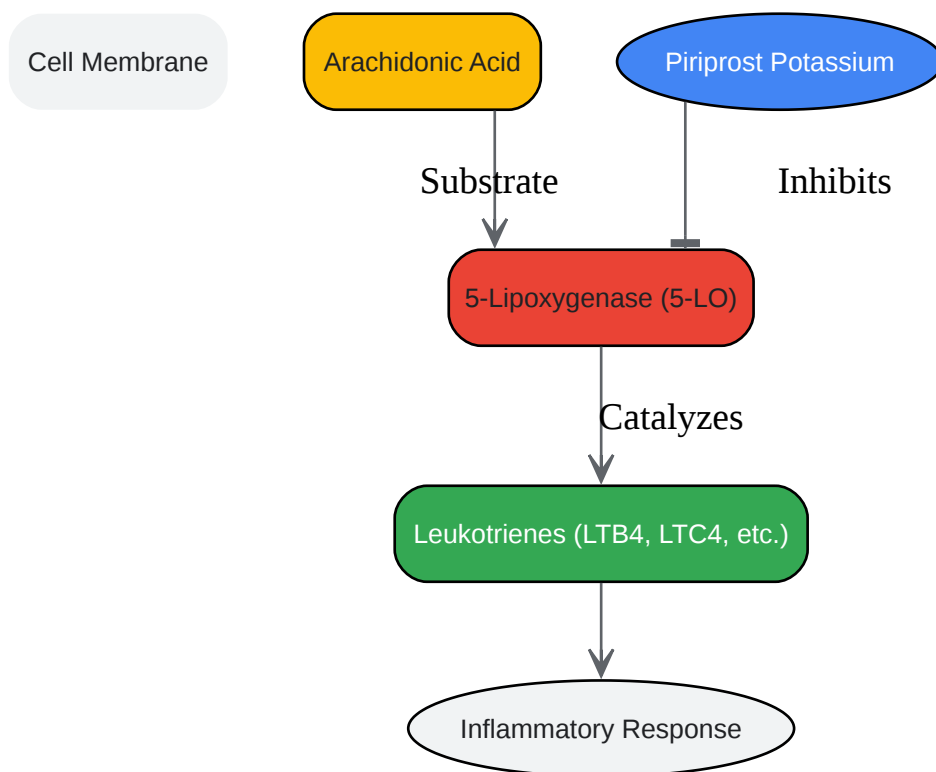 Cell Membrane
Arachidonic Acid
Piriprost Potassium
Substrate
Inhibits
5-Lipoxygenase (5-LO)
Catalyzes
Leukotrienes (LTB4, LTC4, etc.)
Inflammatory Response